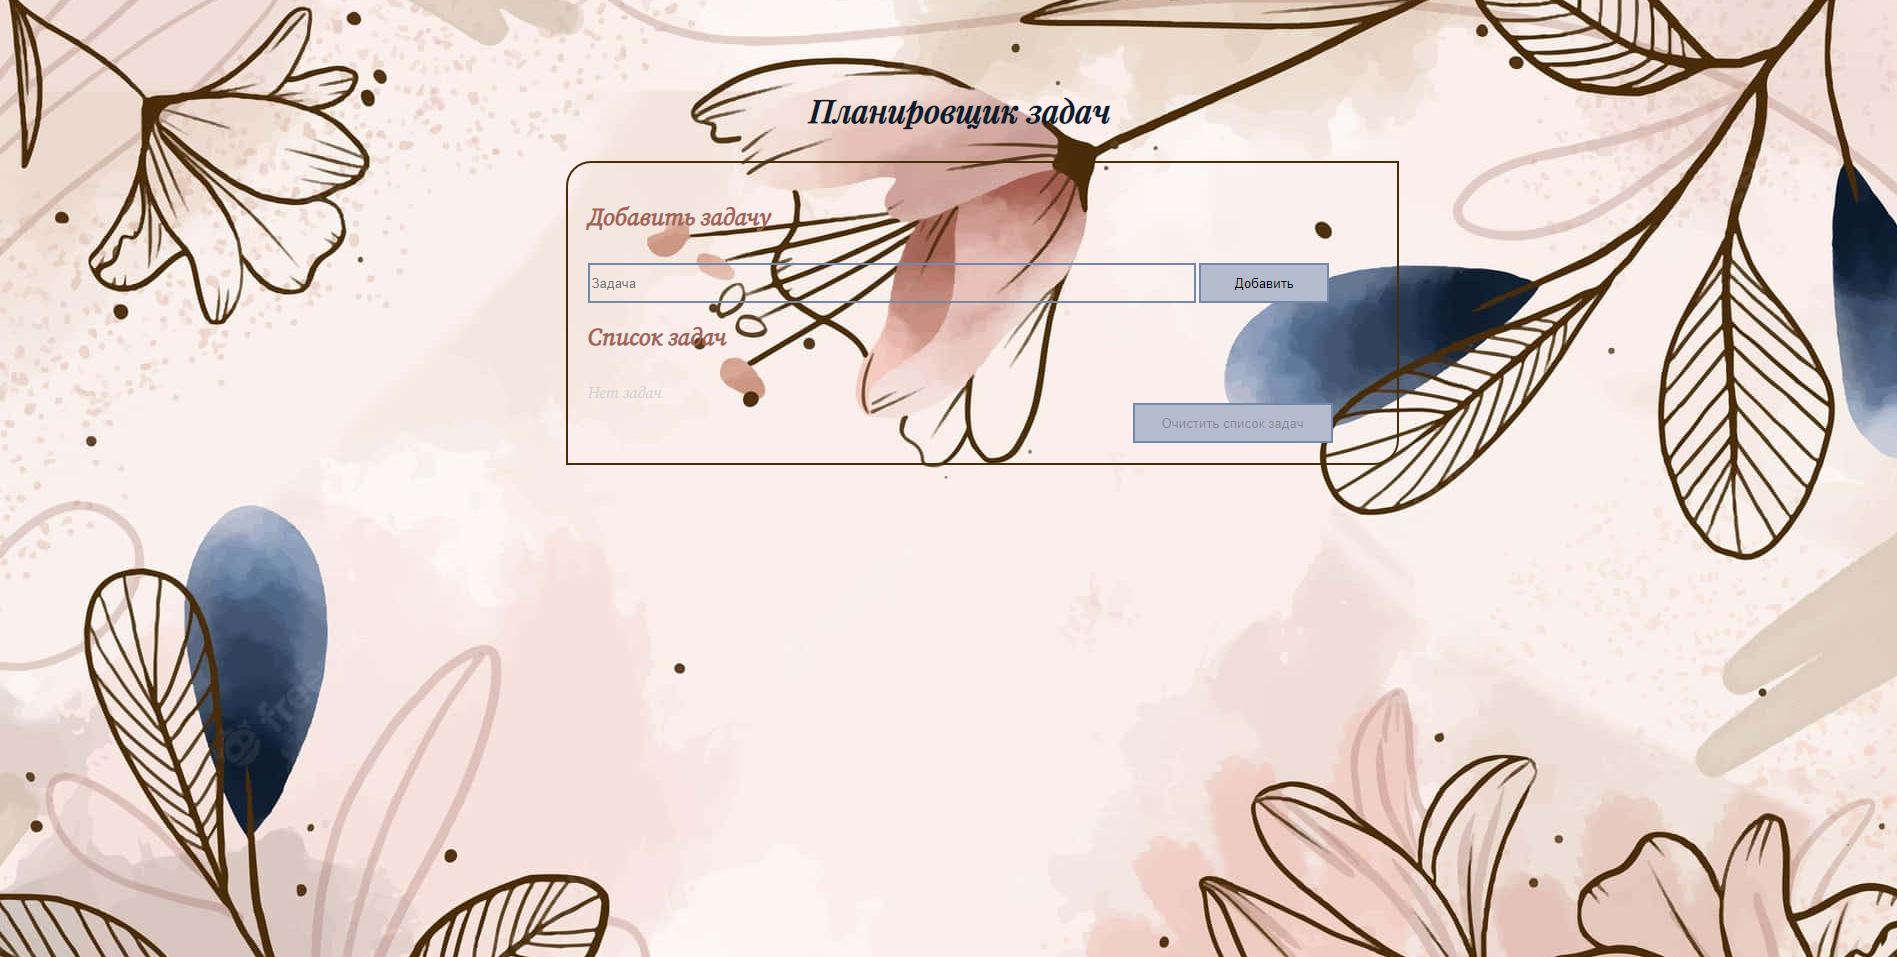 Планировщик задач
Добавить задачу
Задача
Добавить
Список задач
Нет задач
Очистить список задач